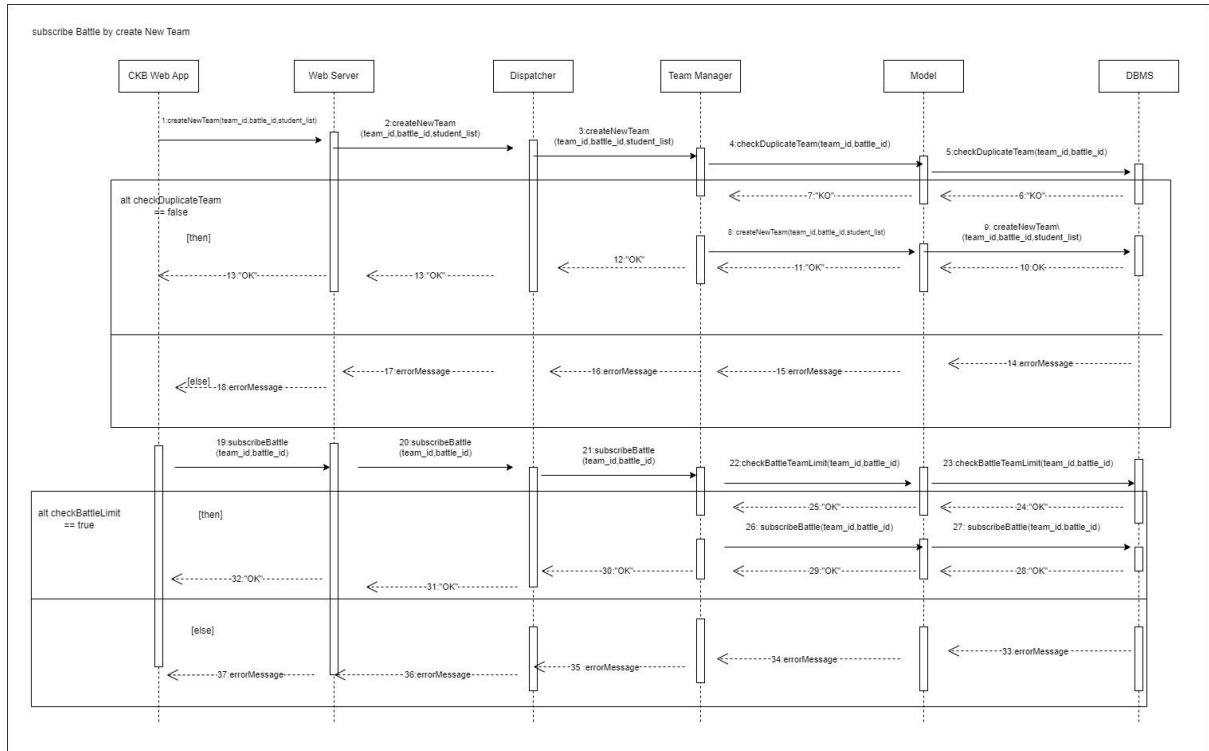 subscribe Battle by create New Team
CKB Web App
Web Server
Dispatcher
Team Manager
Model
DBMS
1:createNewTeam(team_id,battle_id,student_list)
2:createNewTeam
(team_id,battle_id,student_list)
3:createNewTeam
(team_id,battle_id,student_list)
4:checkDuplicateTeam(team_id,battle_id)
5:checkDuplicateTeam(team_id,battle_id)
7:"KO"
6:"KO"
alt checkDuplicateTeam
== false
[then]
8: createNewTeam(team_id,battle_id,student_list)
9: createNewTeam\
(team_id,battle_id,student_list)
13:"OK"
13:"OK"
12:"OK"
11:"OK"
10:OK
14:errorMessage
17:errorMessage
16:errorMessage
15:errorMessage
[else]
18:errorMessage
19:subscribeBattle
(team_id,battle_id)
20:subscribeBattle
(team_id,battle_id)
21:subscribeBattle
(team_id,battle_id)
22:checkBattleTeamLimit(team_id,battle_id)
23:checkBattleTeamLimit(team_id,battle_id)
25:"OK"
24:"OK"
alt checkBattleLimit
== true
[then]
26: subscribeBattle(team_id,battle_id)
27: subscribeBattle(team_id,battle_id)
32:"OK"
31:"OK"
30:"OK"
29:"OK"
28:"OK"
[else]
37:errorMessage
36:errorMessage
35 :errorMessage
34:errorMessage
33:errorMessage